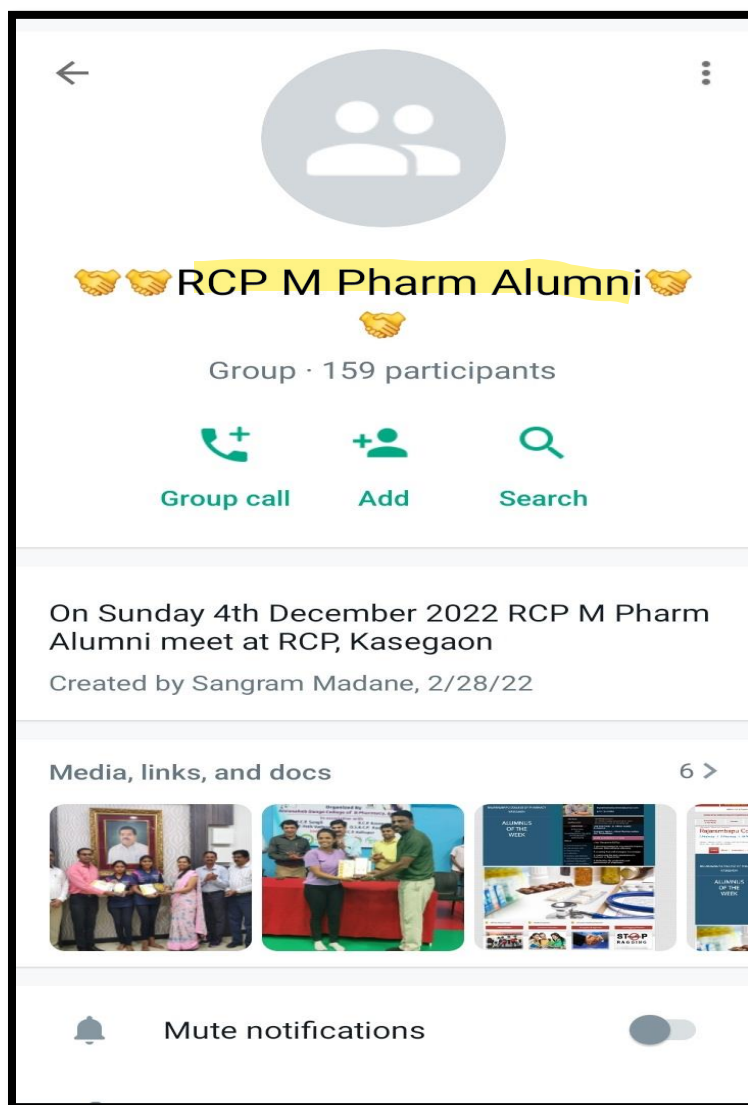 🤝🤝RCP M Pharm Alumni🤝
🤝
Group · 159 participants
Group call
Add
Search
On Sunday 4th December 2022 RCP M Pharm
Alumni meet at RCP, Kasegaon
Created by Sangram Madane, 2/28/22
Media, links, and docs
6 >
Organized By
ALUMNUS
OF THE
WEEK
STOP
RAGGING
ALUMNUS
OF THE
WEEK
Mute notifications